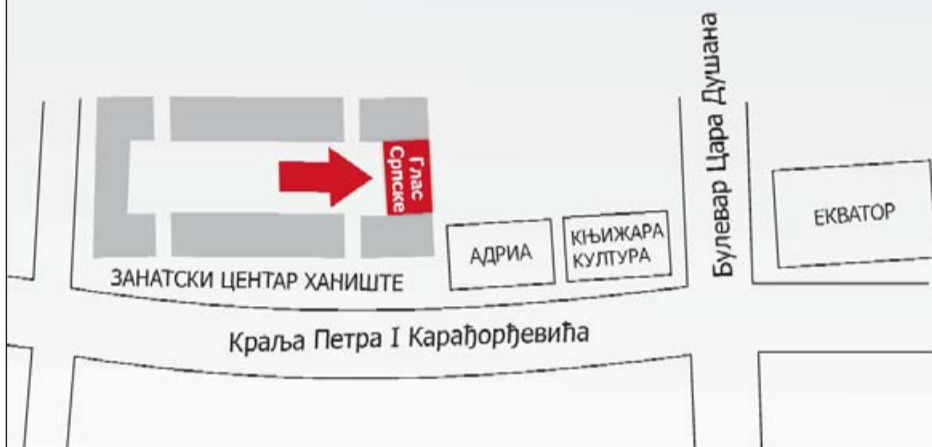 Булевар Цара Душана
Глас
Српске
ЕКВАТОР
АДРИА
КЊИЖАРА
КУЛТУРА
ЗАНАТСКИ ЦЕНТАР ХАНИШТЕ
Краља Петра I Карађорђевића